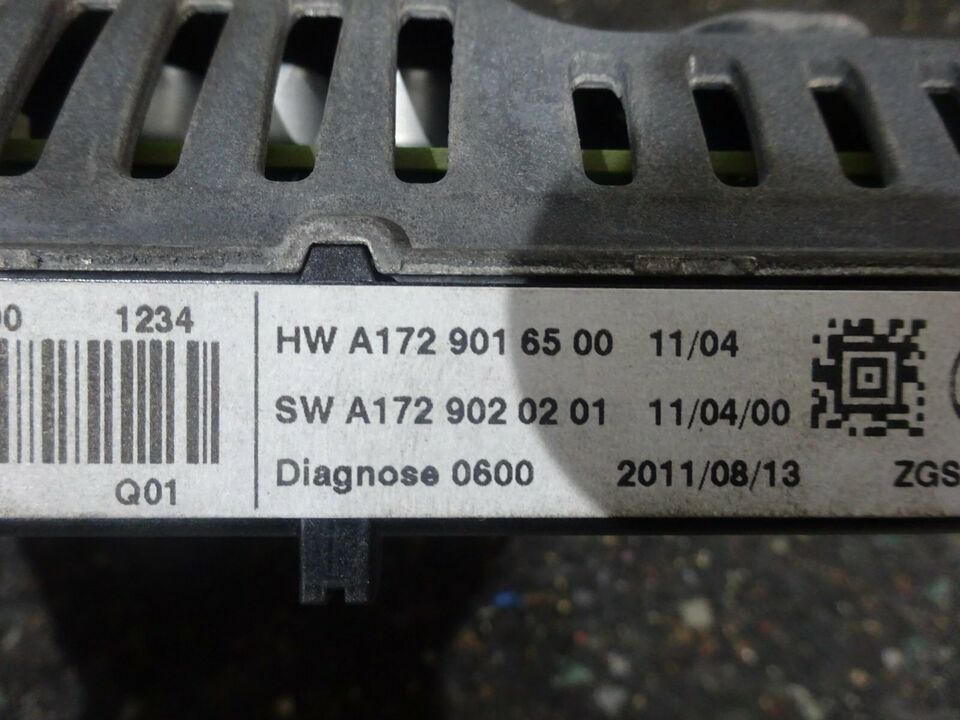 00 1234
Q01
HW A172 901 65 00 11/04
SW A172 902 02 01 11/04/00
Diagnose 0600 2011/08/13 ZGS